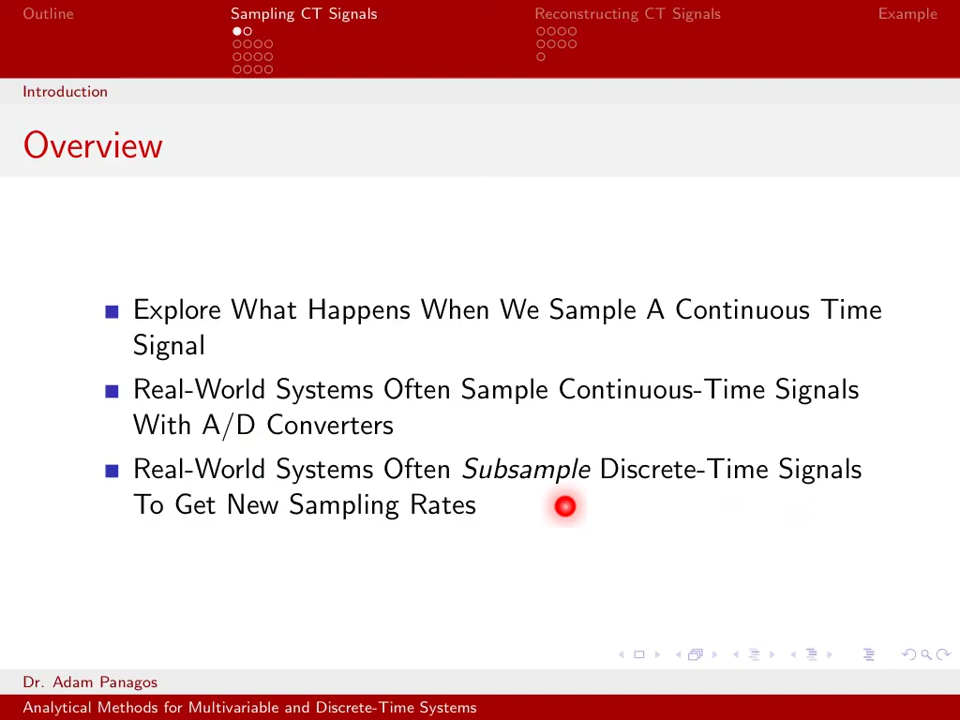 Outline Sampling CT Signals Reconstructing CT Signals Example
Introduction
Overview
Explore What Happens When We Sample A Continuous Time
Signal
Real-World Systems Often Sample Continuous-Time Signals
With A/D Converters
Real-World Systems Often Subsample Discrete-Time Signals
To Get New Sampling Rates
Dr. Adam Panagos
Analytical Methods for Multivariable and Discrete-Time Systems